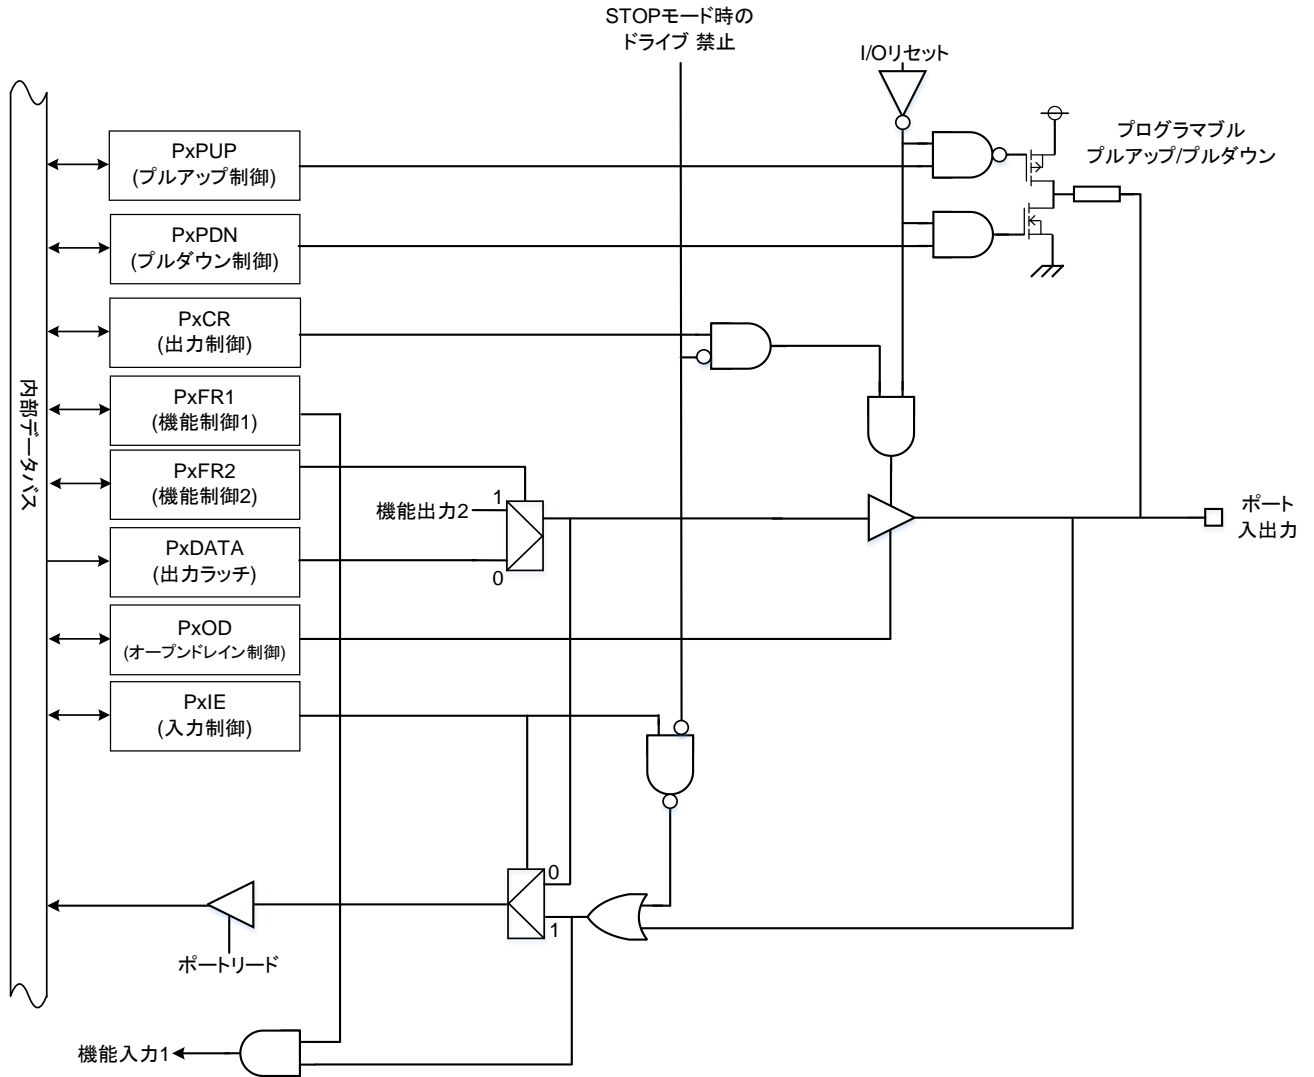 STOPモード時の
ドライブ 禁止
I/Oリセット
プログラマブル
プルアップ/プルダウン
PxPUP
(プルアップ制御)
PxPDN
(プルダウン制御)
PxCR
(出力制御)
内部データバス
PxFR1
(機能制御1)
PxFR2
(機能制御2)
1
機能出力2
0
ポート
入出力
PxDATA
(出力ラッチ)
PxOD
(オープンドレイン制御)
PxIE
(入力制御)
0
1
ポートリード
機能入力1